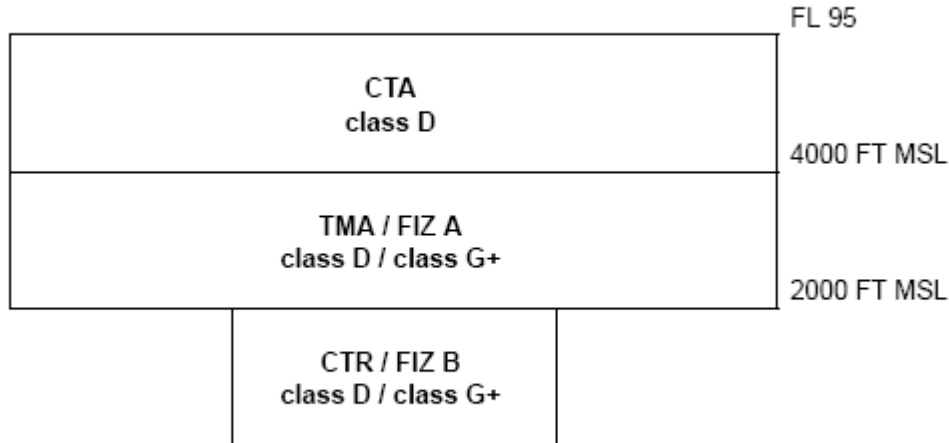 FL 95
CTA
class D
4000 FT MSL
TMA / FIZ A
class D / class G+
2000 FT MSL
CTR / FIZ B
class D / class G+